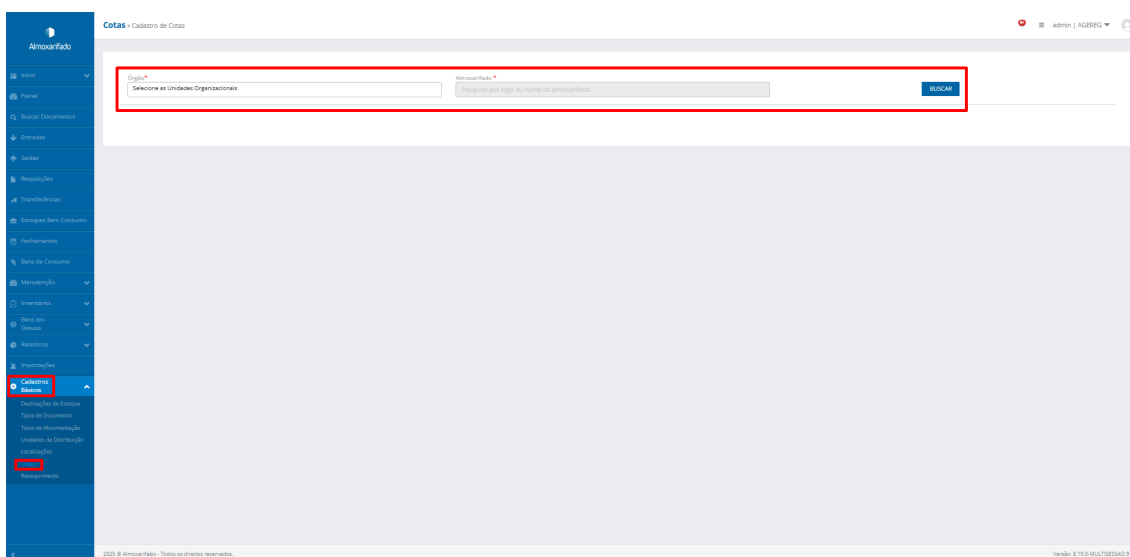 Almoxarifado
Cotas > Cadastro de Cotas
admin | AGEREG
Órgão*
Selecione as Unidades Organizacionais
Almoxarifado *
Pesquise por sigla ou nome do almoxarifado
BUSCAR
Início
Painel
Buscar Documentos
Entradas
Saídas
Requisições
Transferências
Estoques Bem Consumo
Fechamentos
Bens de Consumo
Manutenção
Inventários
Bens em
Desuso
Relatórios
Importações
Cadastros
Básicos
Destinações de Estoque
Tipos de Documento
Tipos de Movimentação
Unidades de Distribuição
Localizações
Ressuprimento
2025 © Almoxarifado - Todos os direitos reservados.
Versão: 8.19.0-MULTISESSAO.9